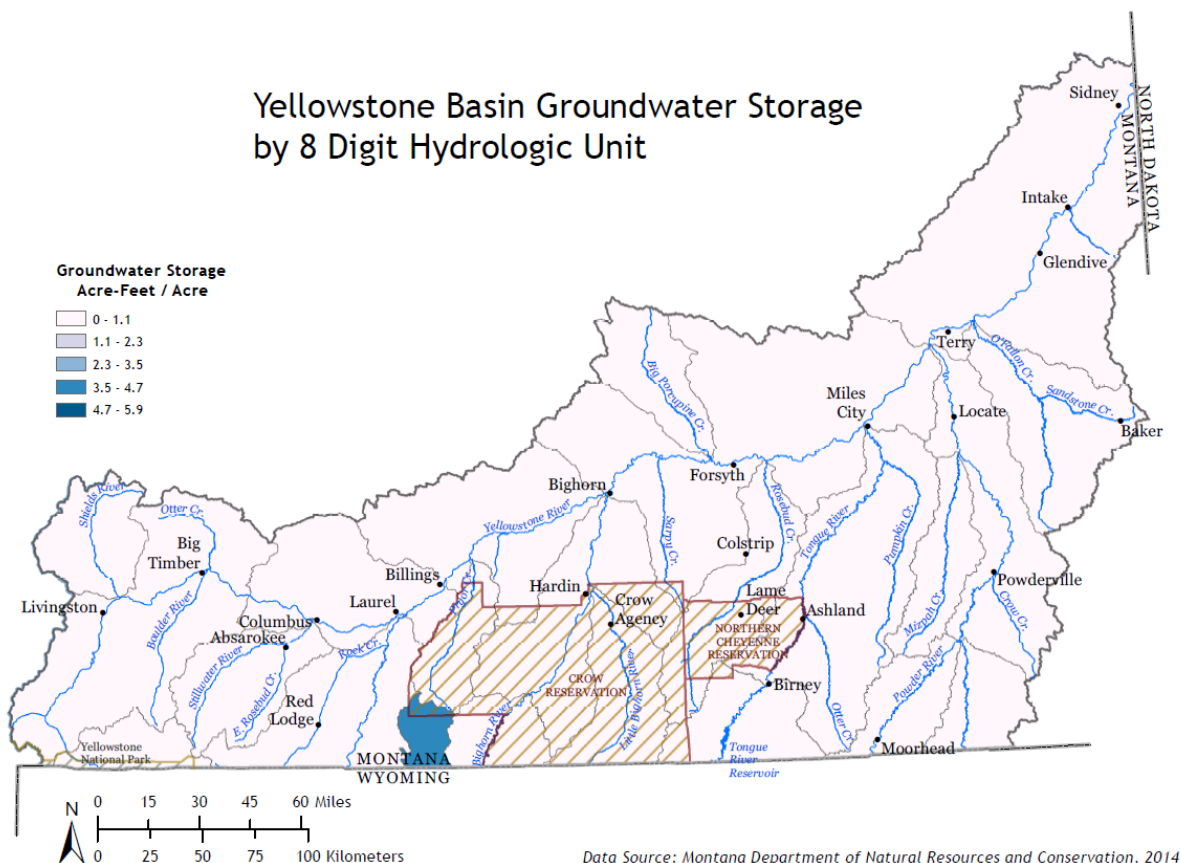 Yellowstone Basin Groundwater Storage
by 8 Digit Hydrologic Unit
Sidney
NORTH DAKOTA
MONTANA
Intake
Glendive
Groundwater Storage
Acre-Feet / Acre
0 - 1.1
1.1 - 2.3
2.3 - 3.5
3.5 - 4.7
4.7 - 5.9
Terry
O'Fallon Cr.
Big Porcupine Cr.
Sandstone Cr.
Miles
City
Locate
Baker
Forsyth
Bighorn
Shields River
Otter Cr.
Yellowstone River
Sarpy Cr.
Rosebud Cr.
Tongue River
Pumpkin Cr.
Big
Timber
Colstrip
Billings
Pryor Cr.
Hardin
Lame
Deer
Powderville
Livingston
Boulder River
Laurel
Crow
Agency
Ashland
Mizpah Cr.
Columbus
Absarokee
Rock Cr.
NORTHERN
CHEYENNE
RESERVATION
Stillwater River
E. Rosebud Cr.
CROW
RESERVATION
Powder River
Birney
Red
Lodge
Bighorn River
Little Bighorn River
Otter Cr.
Moorhead
Yellowstone
National Park
MONTANA
WYOMING
Tongue
River
Reservoir
N
0 15 30 45 60 Miles
0 25 50 75 100 Kilometers
Data Source: Montana Department of Natural Resources and Conservation, 2014